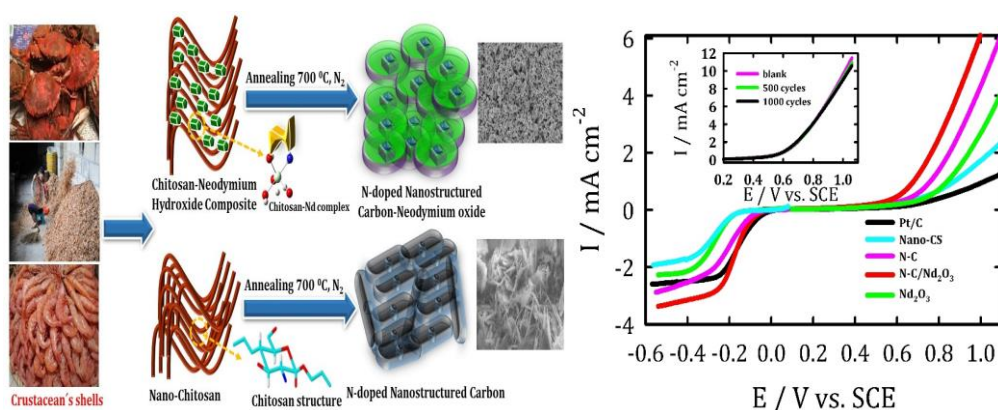 Crustacean's shells
Chitosan-Neodymium
Hydroxide Composite
Chitosan-Nd complex
Annealing 700 ⁰C, N₂
N-doped Nanostructured
Carbon-Neodymium oxide
Nano-Chitosan
Chitosan structure
Annealing 700 ⁰C, N₂
N-doped Nanostructured Carbon
I / mA cm⁻²
6
4
2
0
-2
-4
-0.6 -0.4 -0.2 0.0 0.2 0.4 0.6 0.8 1.0
E / V vs. SCE
I / mA cm⁻²
12
10
8
6
4
2
0
0.2 0.4 0.6 0.8 1.0
E / V vs. SCE
blank
500 cycles
1000 cycles
Pt/C
Nano-CS
N-C
N-C/Nd₂O₃
Nd₂O₃